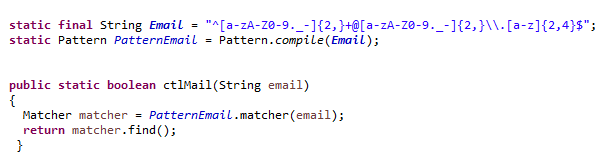 static final String Email = "^[a-zA-Z0-9._-]{2,}+@[a-zA-Z0-9._-]{2,}\\.[a-z]{2,4}$";
static Pattern PatternEmail = Pattern.compile(Email);
public static boolean ctlMail(String email)
{
Matcher matcher = PatternEmail.matcher(email);
return matcher.find();
}